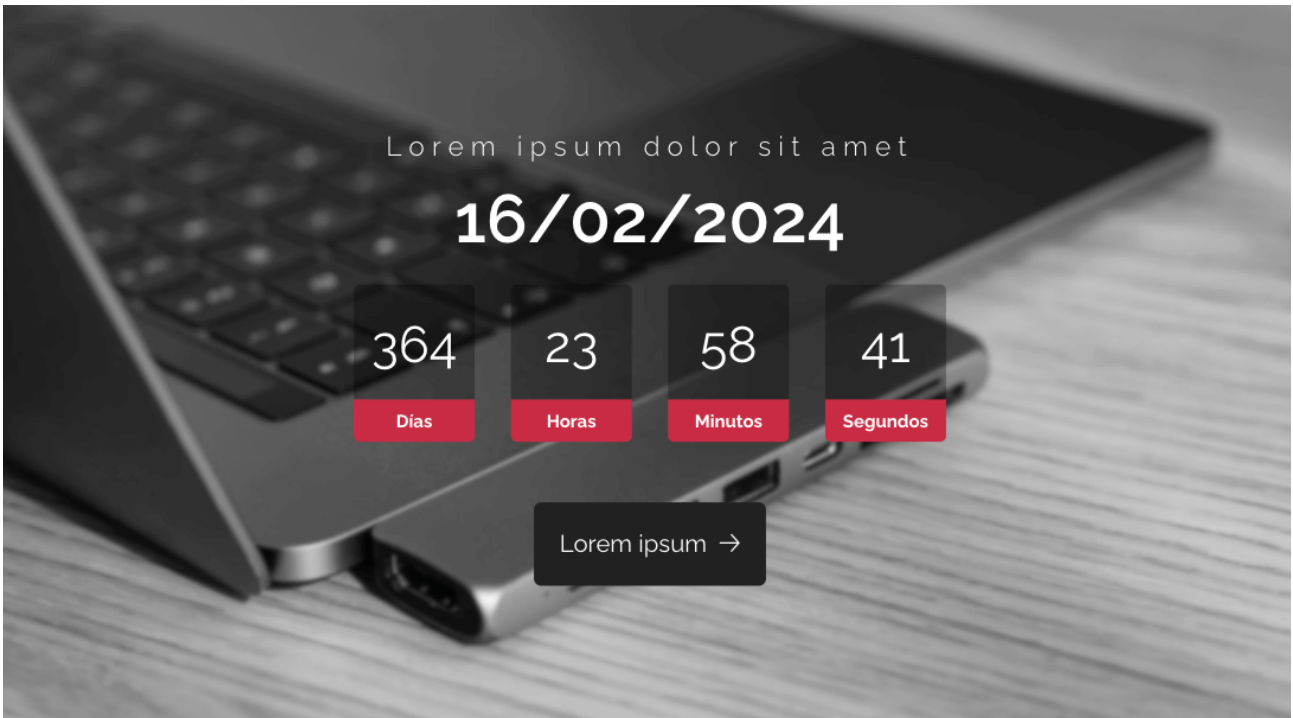 Lorem ipsum dolor sit amet
16/02/2024
364 23 58 41
Días Horas Minutos Segundos
Lorem ipsum →